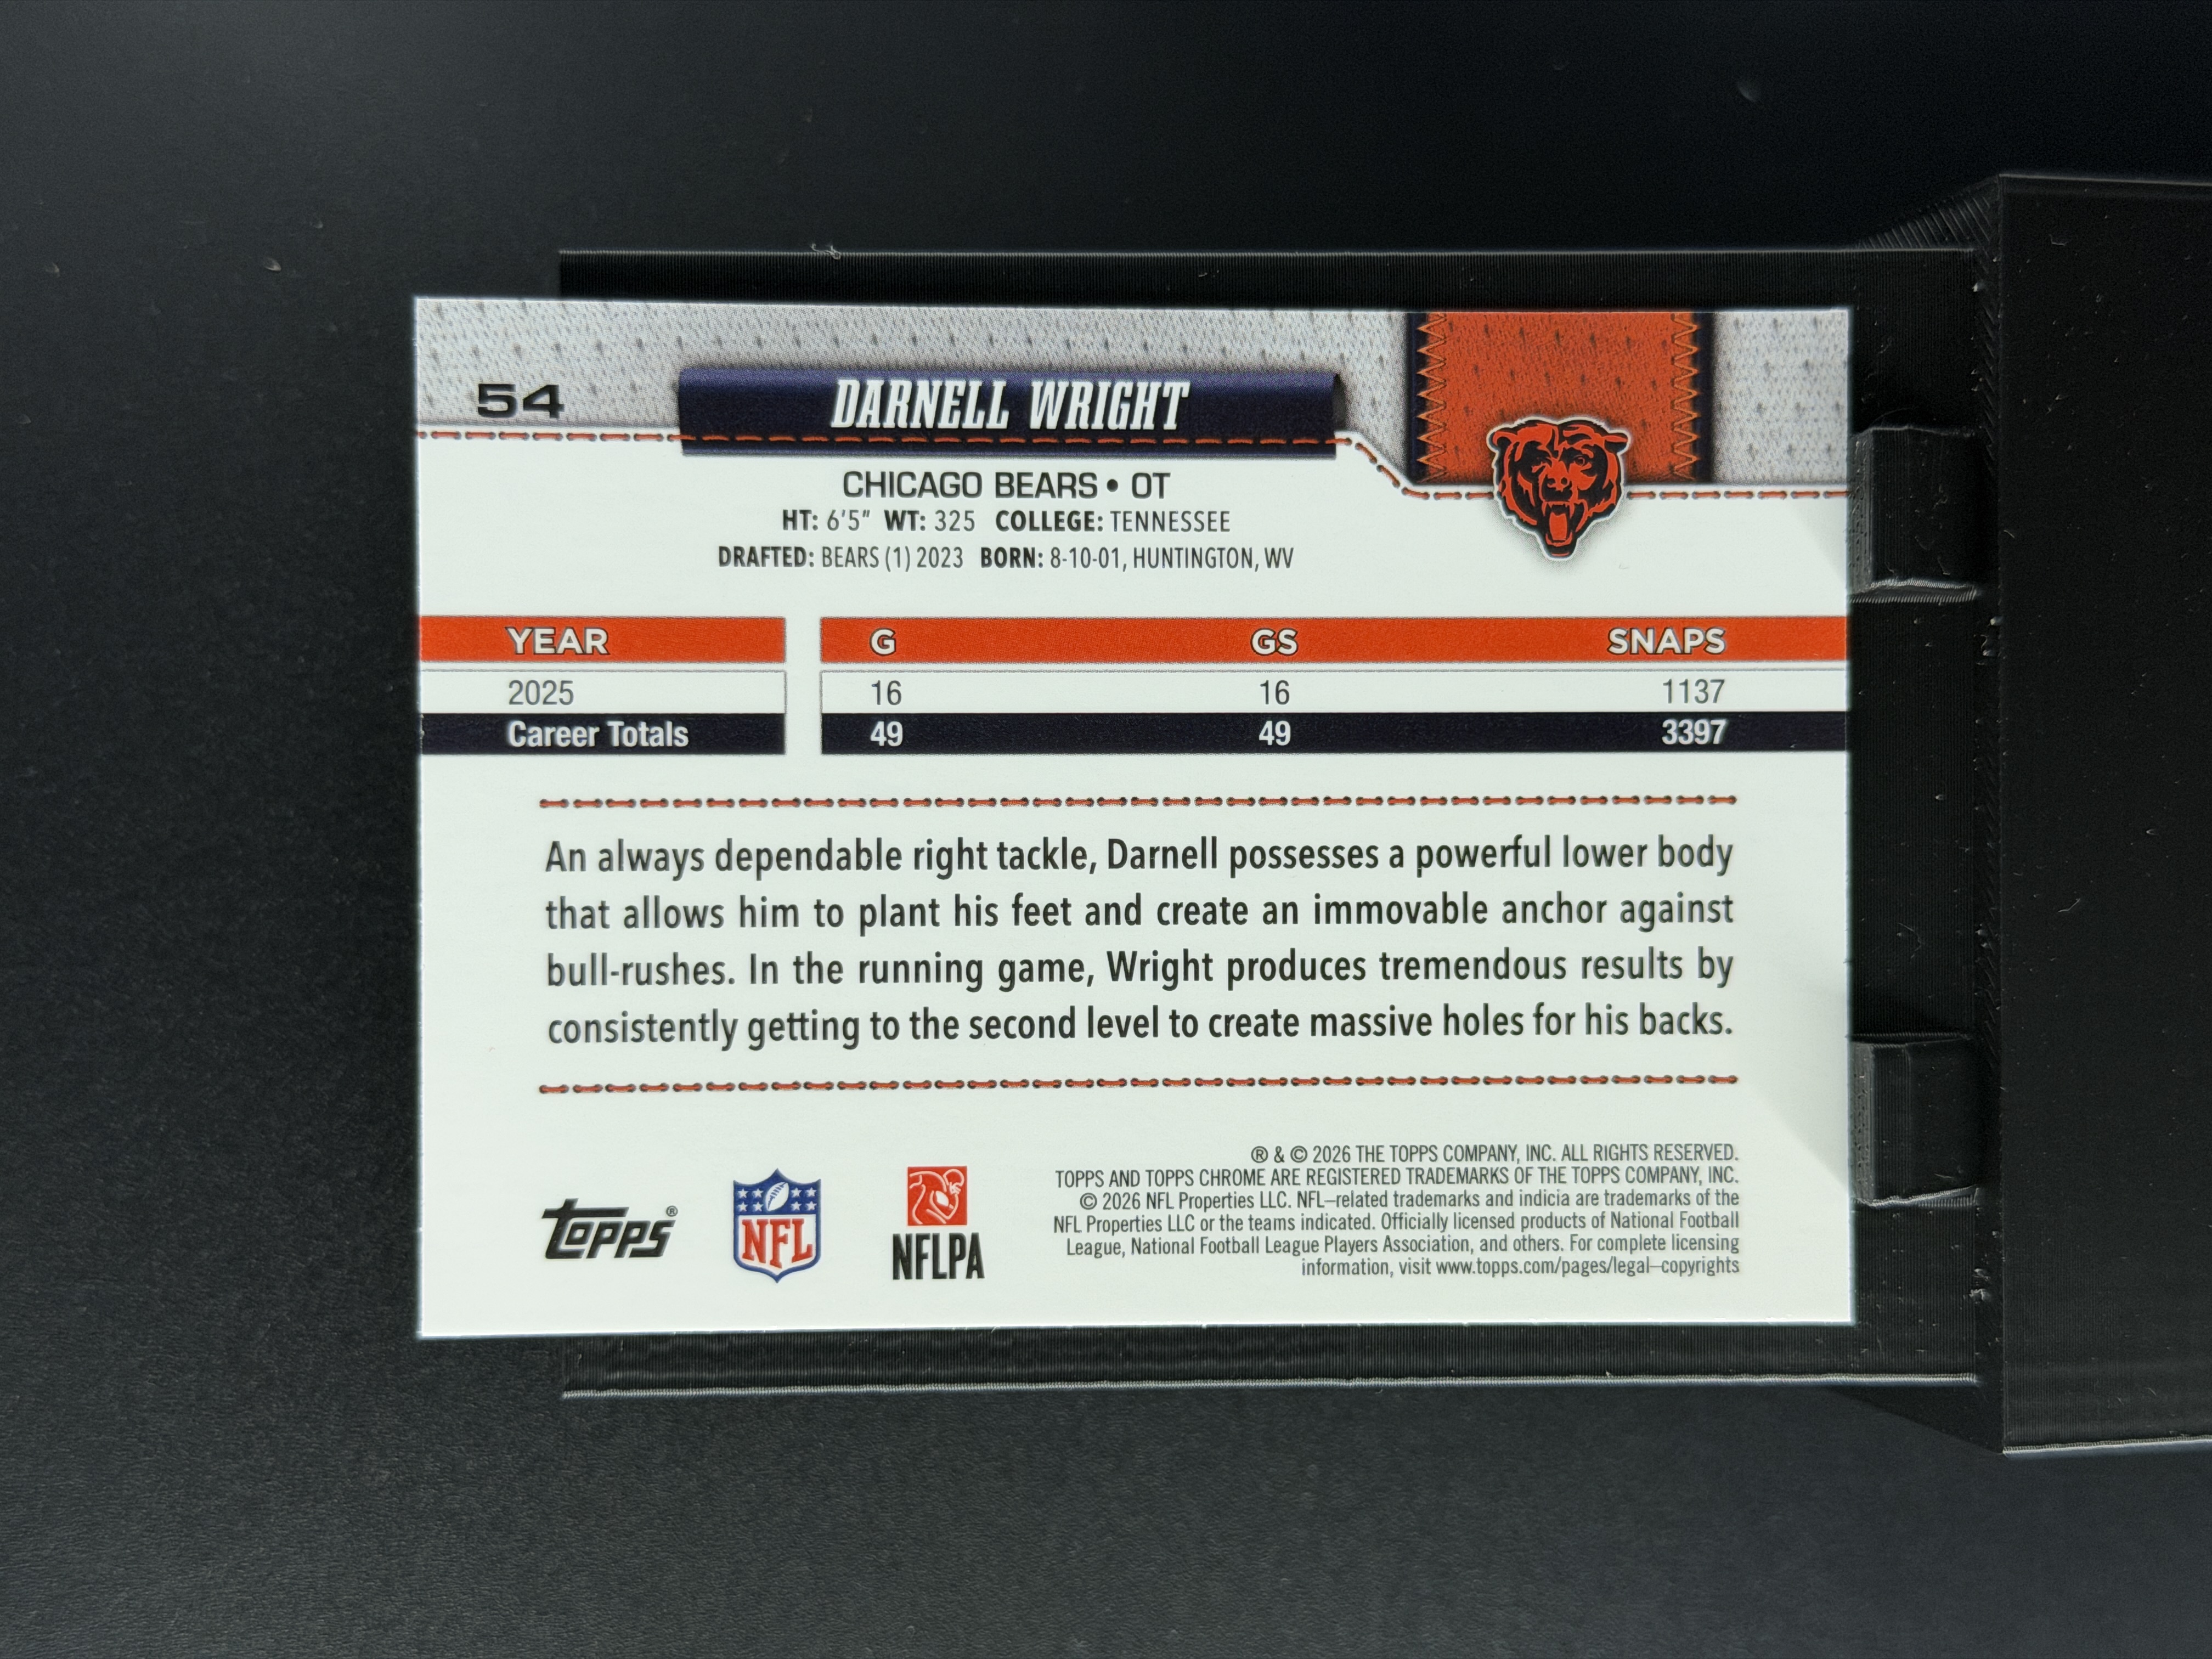 54
DARNELL WRIGHT
CHICAGO BEARS • OT
HT: 6'5" WT: 325 COLLEGE: TENNESSEE
DRAFTED: BEARS (1) 2023 BORN: 8-10-01, HUNTINGTON, WV
YEAR G GS SNAPS
2025 16 16 1137
Career Totals 49 49 3397
An always dependable right tackle, Darnell possesses a powerful lower body
that allows him to plant his feet and create an immovable anchor against
bull-rushes. In the running game, Wright produces tremendous results by
consistently getting to the second level to create massive holes for his backs.
topps®
NFL
NFLPA
® & © 2026 THE TOPPS COMPANY, INC. ALL RIGHTS RESERVED.
TOPPS AND TOPPS CHROME ARE REGISTERED TRADEMARKS OF THE TOPPS COMPANY, INC.
© 2026 NFL Properties LLC. NFL-related trademarks and indicia are trademarks of the
NFL Properties LLC or the teams indicated. Officially licensed products of National Football
League, National Football League Players Association, and others. For complete licensing
information, visit www.topps.com/pages/legal-copyrights